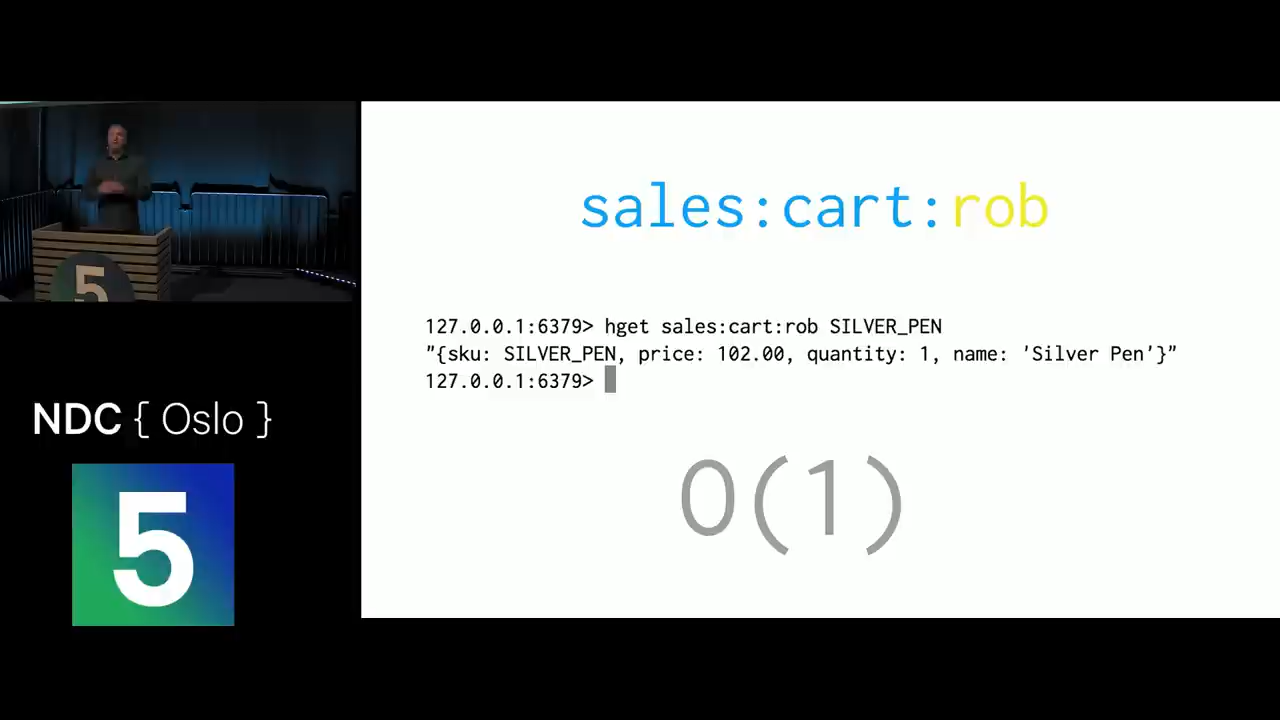 sales:cart:rob
127.0.0.1:6379> hget sales:cart:rob SILVER_PEN
"{sku: SILVER_PEN, price: 102.00, quantity: 1, name: 'Silver Pen'}"
127.0.0.1:6379>
O(1)
5
NDC { Oslo }
5